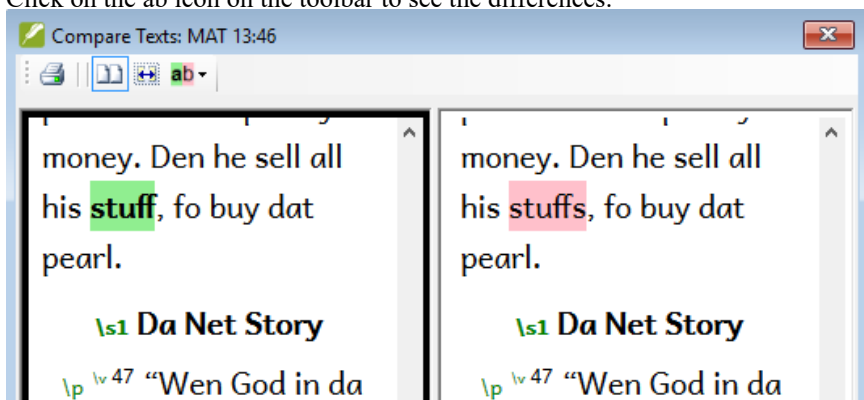 Click on the ab icon on the toolbar to see the differences.
Compare Texts: MAT 13:46
ab
money. Den he sell all
his stuff, fo buy dat
pearl.
\s1 Da Net Story
\p \v 47 “Wen God in da
money. Den he sell all
his stuffs, fo buy dat
pearl.
\s1 Da Net Story
\p \v 47 “Wen God in da